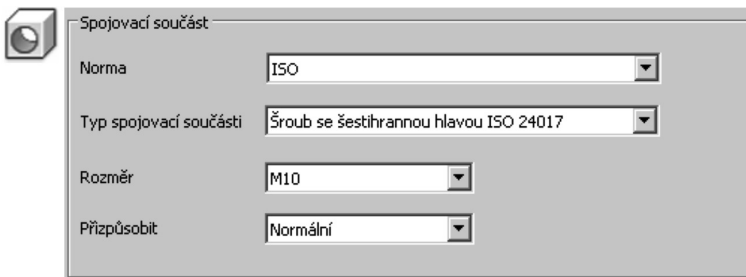 Spojovací součást
Norma ISO
Typ spojovací součásti Šroub se šestihrannou hlavou ISO 24017
Rozměr M10
Přizpůsobit Normální